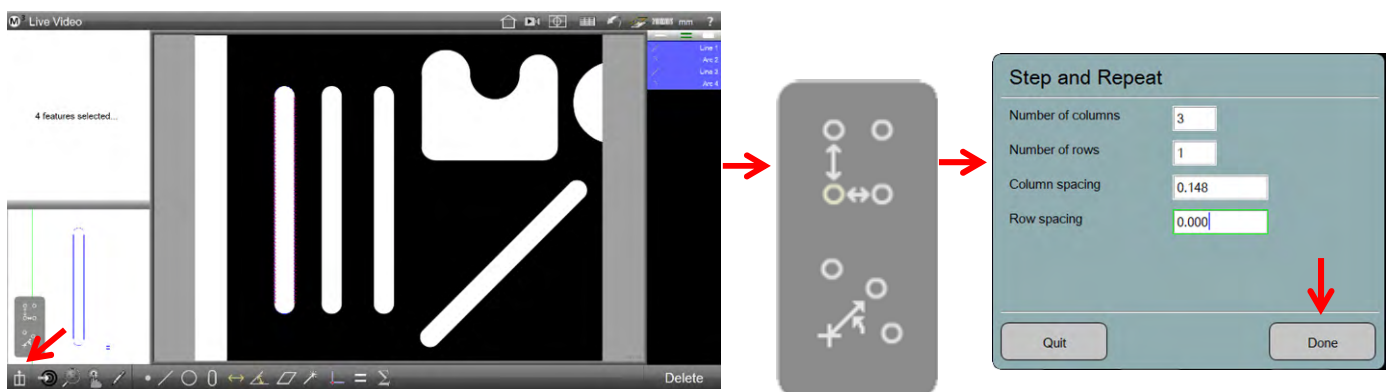 M³ Live Video
mm ?
Line 1
Arc 2
Line 3
Arc 4
4 features selected...
Delete
Step and Repeat
Number of columns 3
Number of rows 1
Column spacing 0.148
Row spacing 0.000
Quit Done